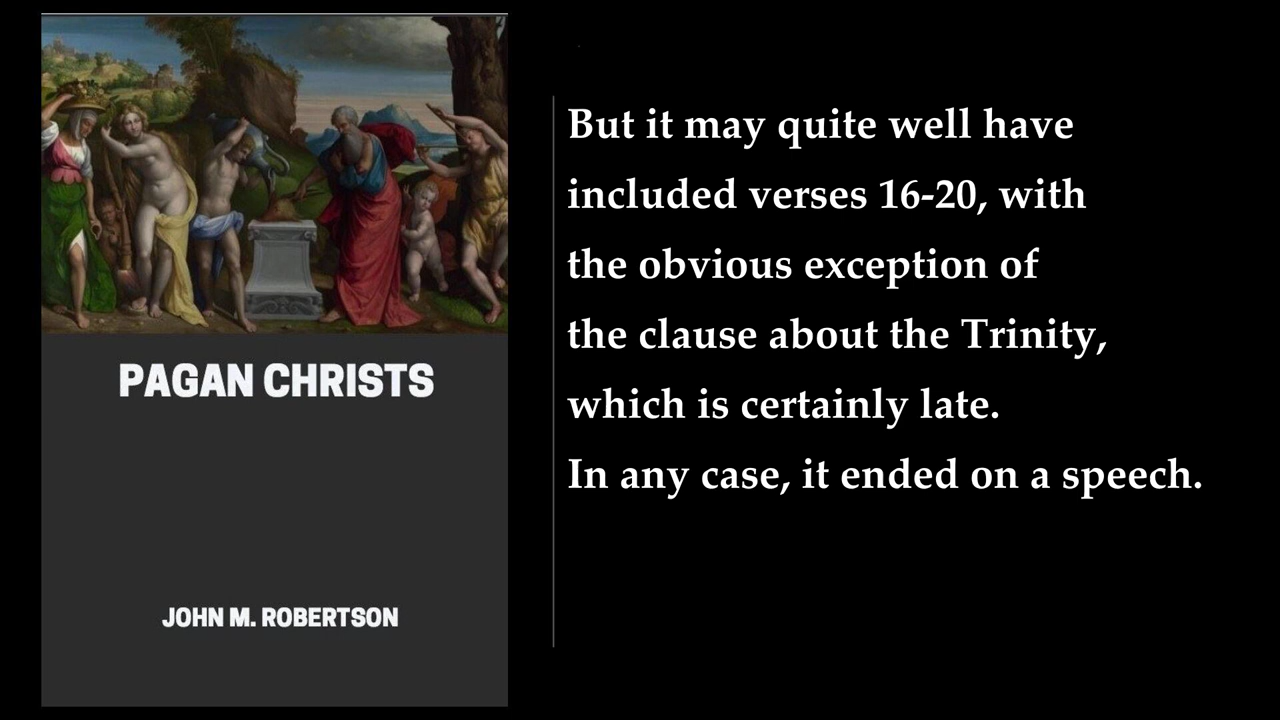 PAGAN CHRISTS
JOHN M. ROBERTSON
But it may quite well have
included verses 16-20, with
the obvious exception of
the clause about the Trinity,
which is certainly late.
In any case, it ended on a speech.